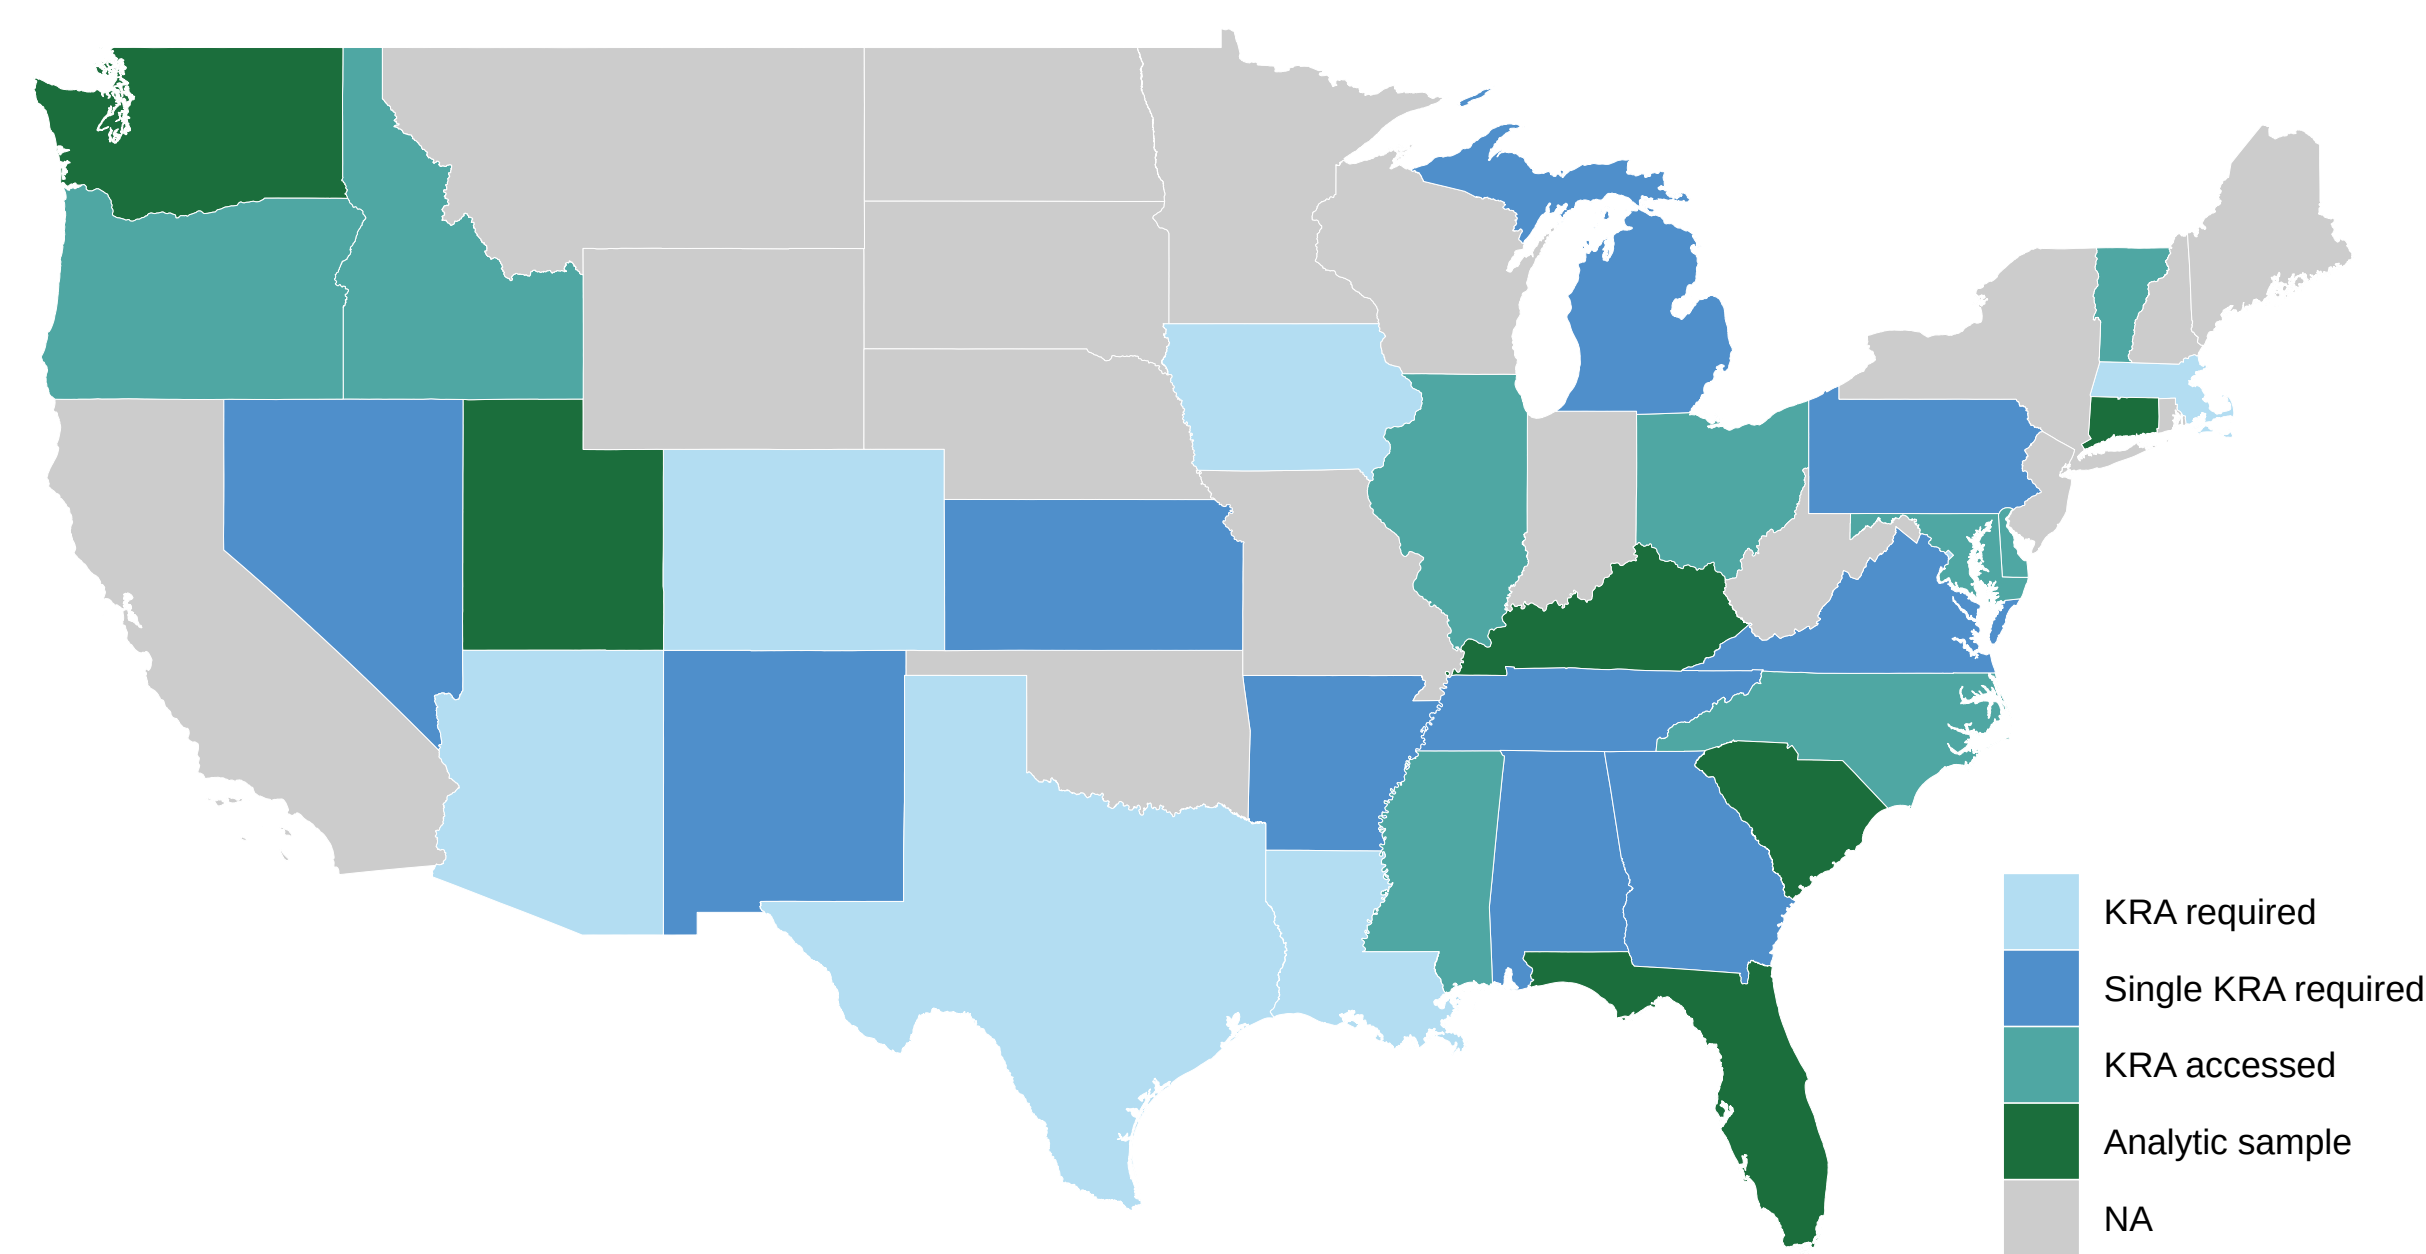 KRA required
Single KRA required
KRA accessed
Analytic sample
NA